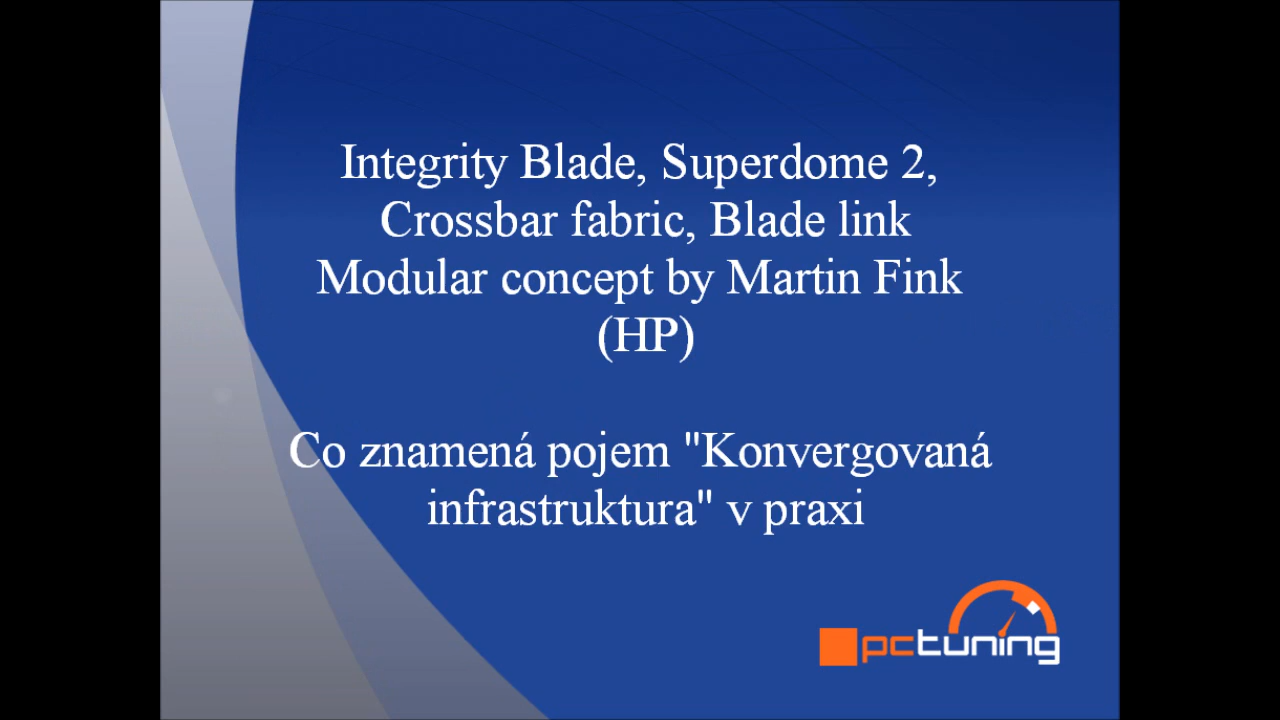 Integrity Blade, Superdome 2,
Crossbar fabric, Blade link
Modular concept by Martin Fink
(HP)
Co znamená pojem "Konvergovaná
infrastruktura" v praxi
pctuning